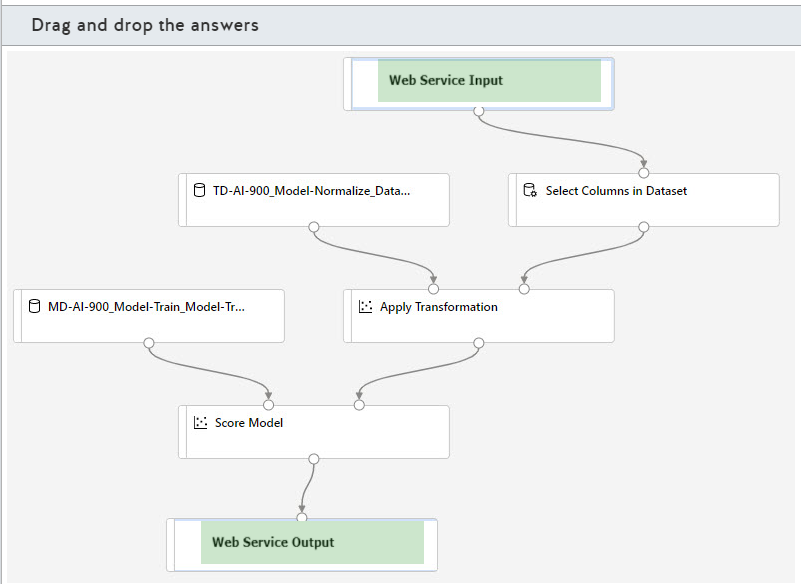 Drag and drop the answers
Web Service Input
TD-AI-900_Model-Normalize_Data...
Select Columns in Dataset
MD-AI-900_Model-Train_Model-Tr...
Apply Transformation
Score Model
Web Service Output